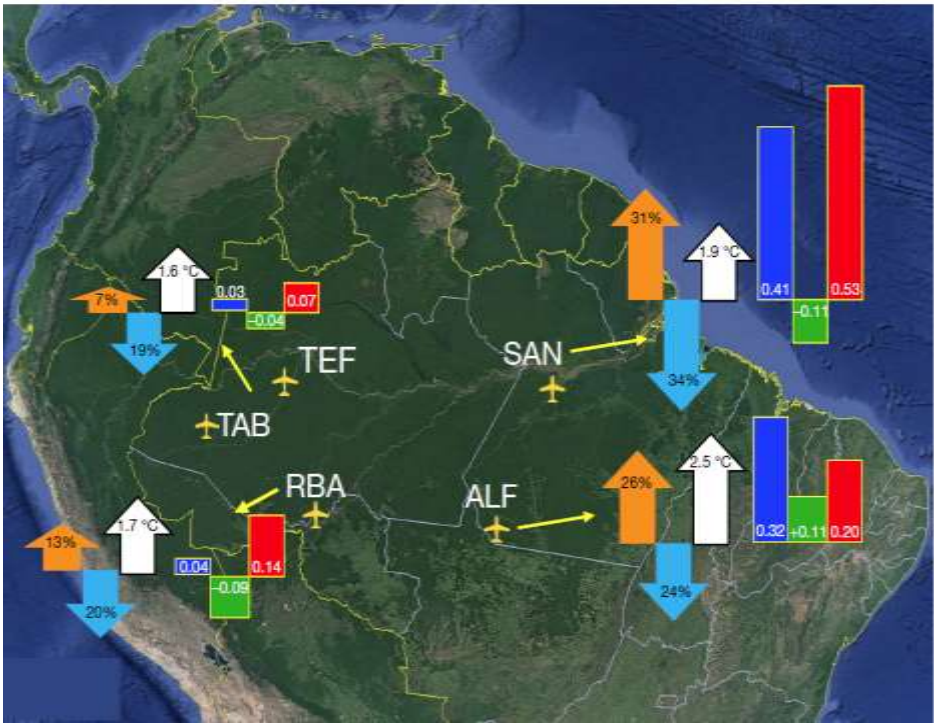 31%
1.9 °C
34%
0.41
−0.11
0.53
1.6 °C
7%
19%
0.03
−0.04
0.07
TEF
SAN
TAB
RBA
ALF
26%
2.5 °C
24%
0.32
+0.11
0.20
13%
1.7 °C
20%
0.04
−0.09
0.14